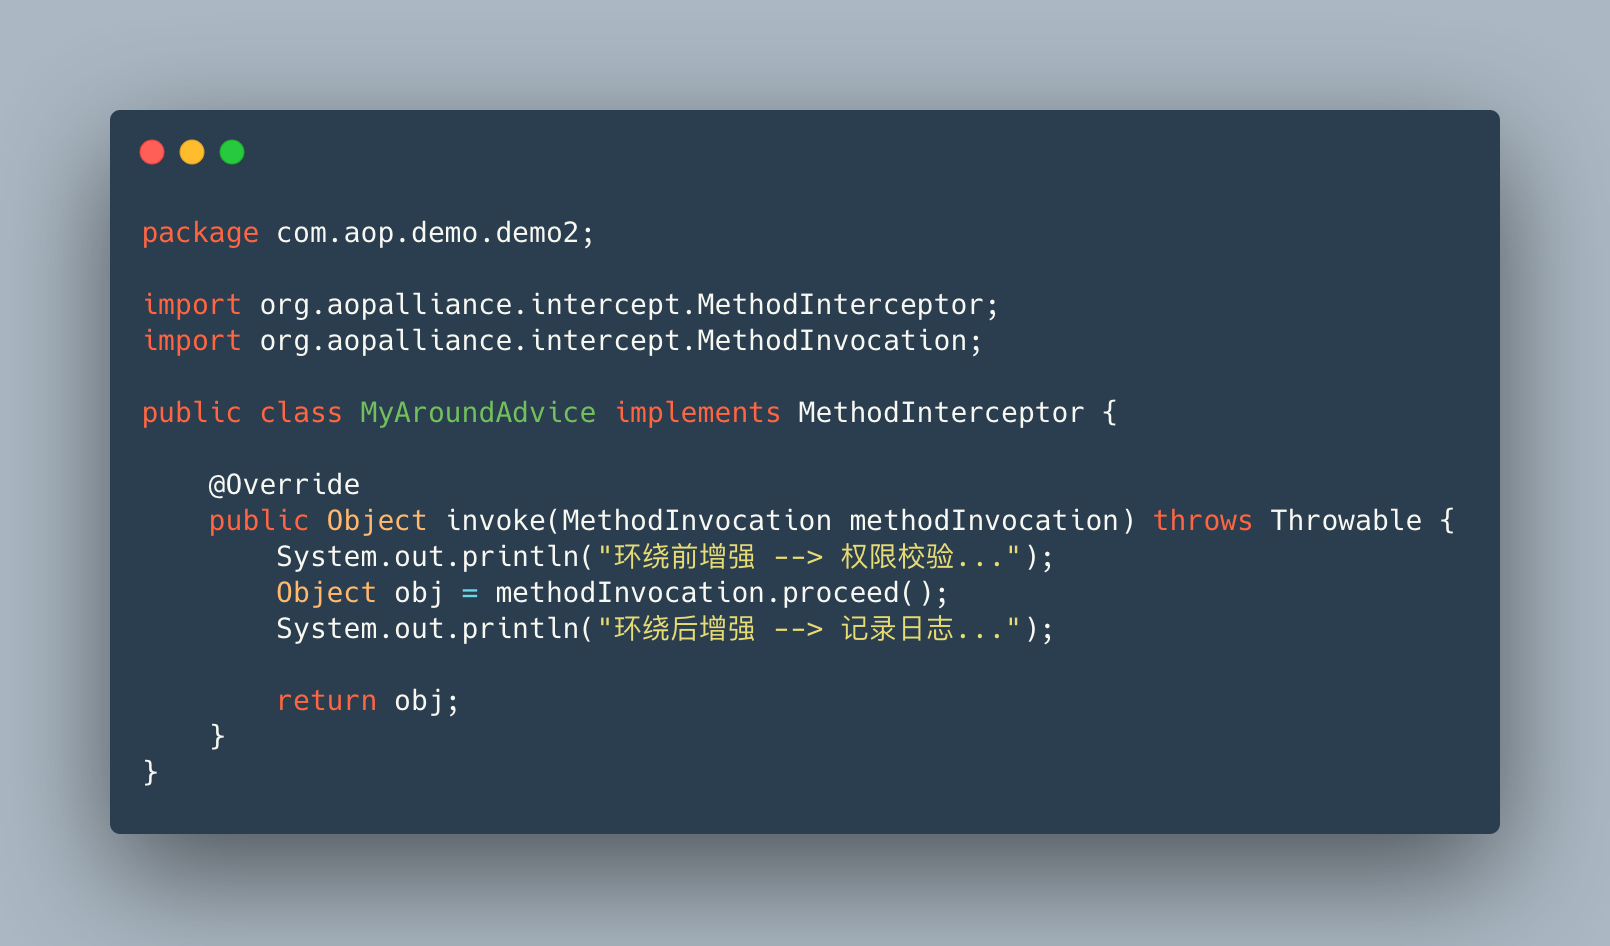 package com.aop.demo.demo2;

import org.aopalliance.intercept.MethodInterceptor;
import org.aopalliance.intercept.MethodInvocation;

public class MyAroundAdvice implements MethodInterceptor {

    @Override
    public Object invoke(MethodInvocation methodInvocation) throws Throwable {
        System.out.println("环绕前增强 --> 权限校验...");
        Object obj = methodInvocation.proceed();
        System.out.println("环绕后增强 --> 记录日志...");

        return obj;
    }
}